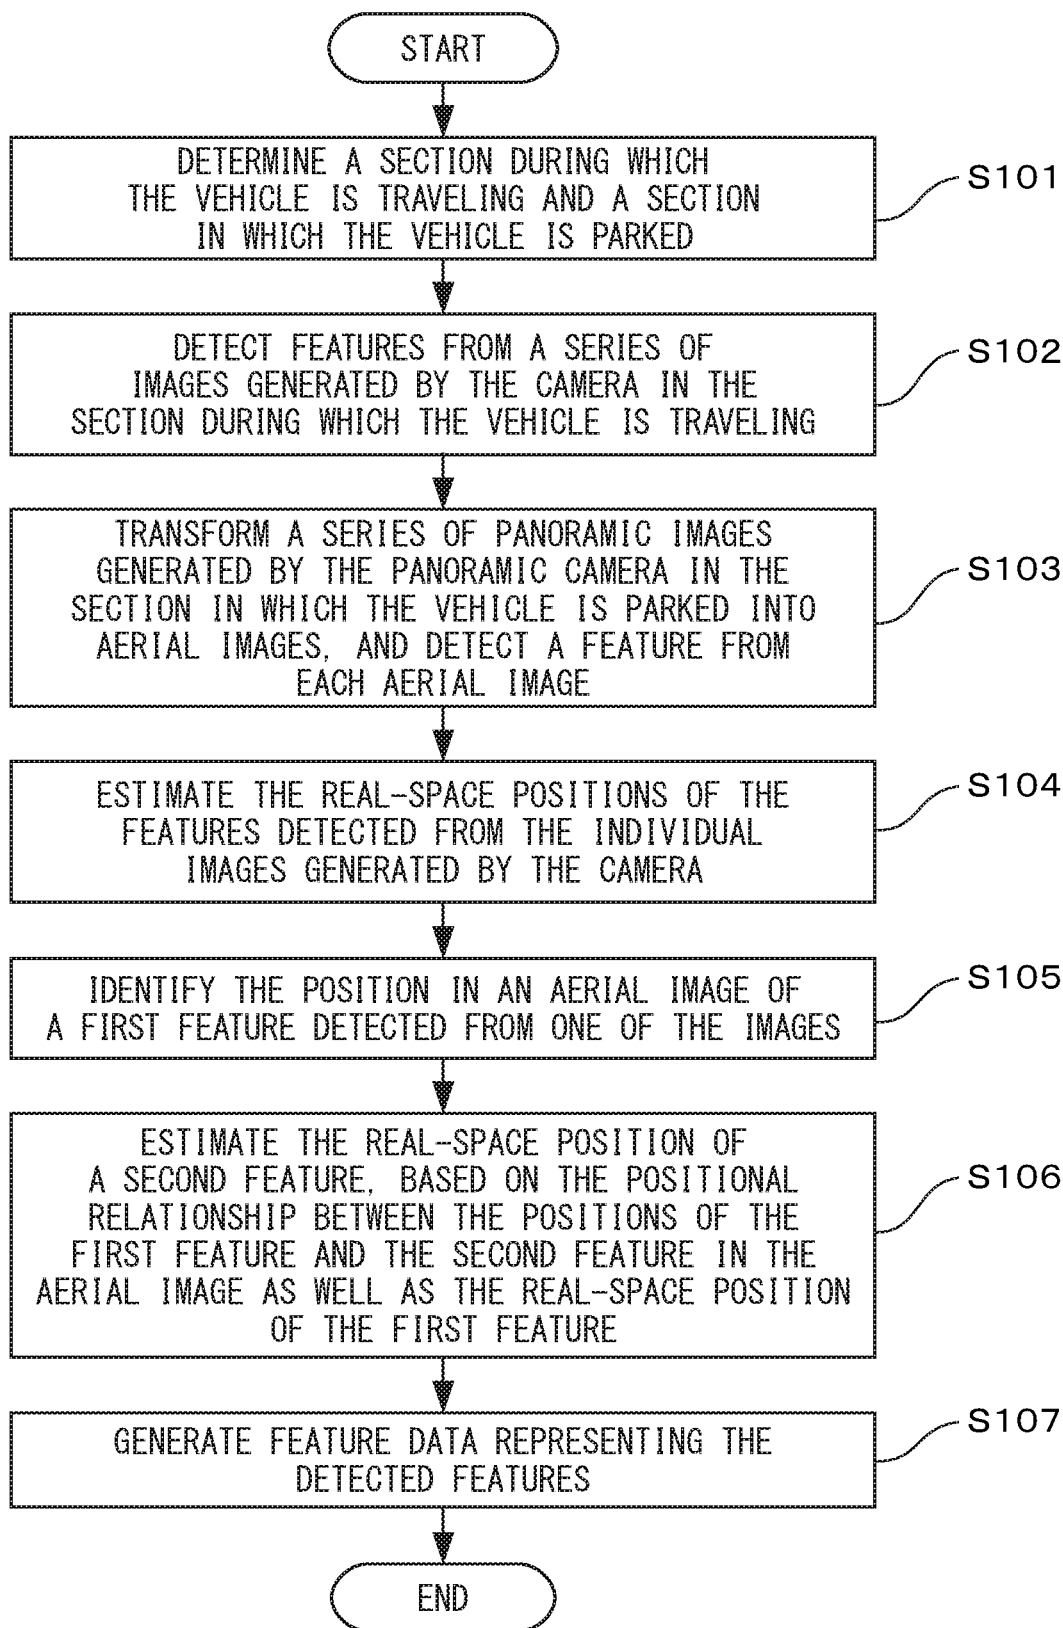 START
DETERMINE A SECTION DURING WHICH
THE VEHICLE IS TRAVELING AND A SECTION
IN WHICH THE VEHICLE IS PARKED
S101
DETECT FEATURES FROM A SERIES OF
IMAGES GENERATED BY THE CAMERA IN THE
SECTION DURING WHICH THE VEHICLE IS TRAVELING
S102
TRANSFORM A SERIES OF PANORAMIC IMAGES
GENERATED BY THE PANORAMIC CAMERA IN THE
SECTION IN WHICH THE VEHICLE IS PARKED INTO
AERIAL IMAGES, AND DETECT A FEATURE FROM
EACH AERIAL IMAGE
S103
ESTIMATE THE REAL-SPACE POSITIONS OF THE
FEATURES DETECTED FROM THE INDIVIDUAL
IMAGES GENERATED BY THE CAMERA
S104
IDENTIFY THE POSITION IN AN AERIAL IMAGE OF
A FIRST FEATURE DETECTED FROM ONE OF THE IMAGES
S105
ESTIMATE THE REAL-SPACE POSITION OF
A SECOND FEATURE, BASED ON THE POSITIONAL
RELATIONSHIP BETWEEN THE POSITIONS OF THE
FIRST FEATURE AND THE SECOND FEATURE IN THE
AERIAL IMAGE AS WELL AS THE REAL-SPACE POSITION
OF THE FIRST FEATURE
S106
GENERATE FEATURE DATA REPRESENTING THE
DETECTED FEATURES
S107
END